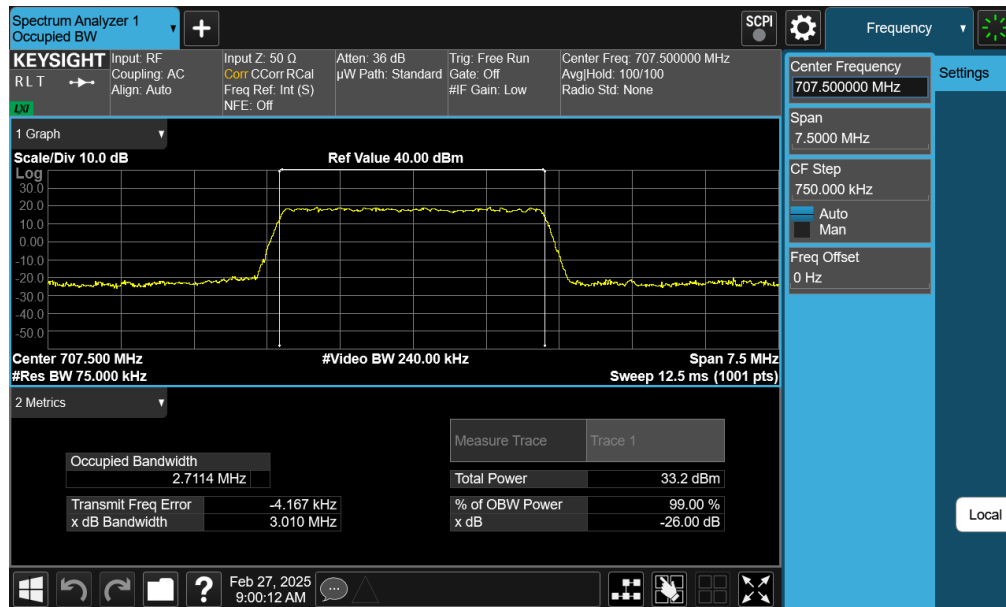 Spectrum Analyzer 1
Occupied BW
SCPI
Frequency
KEYSIGHT
RLT
LXI
Input: RF
Coupling: AC
Align: Auto
Input Z: 50 Ω
Corr CCorr RCal
Freq Ref: Int (S)
NFE: Off
Atten: 36 dB
µW Path: Standard
Trig: Free Run
Gate: Off
#IF Gain: Low
Center Freq: 707.500000 MHz
Avg|Hold: 100/100
Radio Std: None
Center Frequency
707.500000 MHz
Settings
Span
7.5000 MHz
CF Step
750.000 kHz
Auto
Man
Freq Offset
0 Hz
1 Graph
Scale/Div 10.0 dB
Ref Value 40.00 dBm
Log
30.0
20.0
10.0
0.00
-10.0
-20.0
-30.0
-40.0
-50.0
Center 707.500 MHz
#Video BW 240.00 kHz
Span 7.5 MHz
#Res BW 75.000 kHz
Sweep 12.5 ms (1001 pts)
2 Metrics
Measure Trace
Trace 1
Occupied Bandwidth
2.7114 MHz
Total Power
33.2 dBm
Transmit Freq Error
-4.167 kHz
% of OBW Power
99.00 %
x dB Bandwidth
3.010 MHz
x dB
-26.00 dB
Local
?
Feb 27, 2025
9:00:12 AM